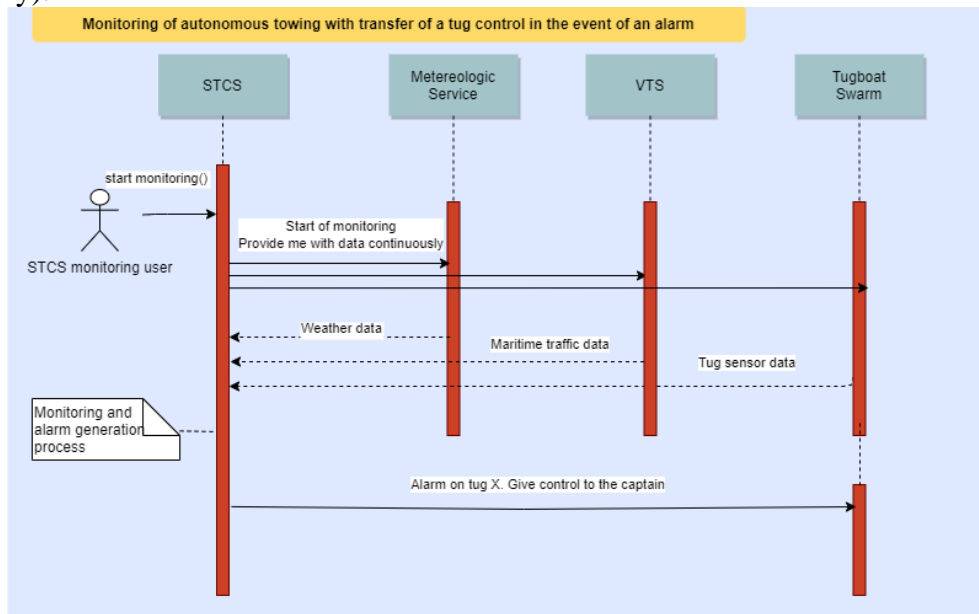 y).
Monitoring of autonomous towing with transfer of a tug control in the event of an alarm
STCS
Metereologic
Service
VTS
Tugboat
Swarm
start monitoring()
STCS monitoring user
Start of monitoring
Provide me with data continuously
Weather data
Maritime traffic data
Tug sensor data
Monitoring and
alarm generation
process
Alarm on tug X. Give control to the captain